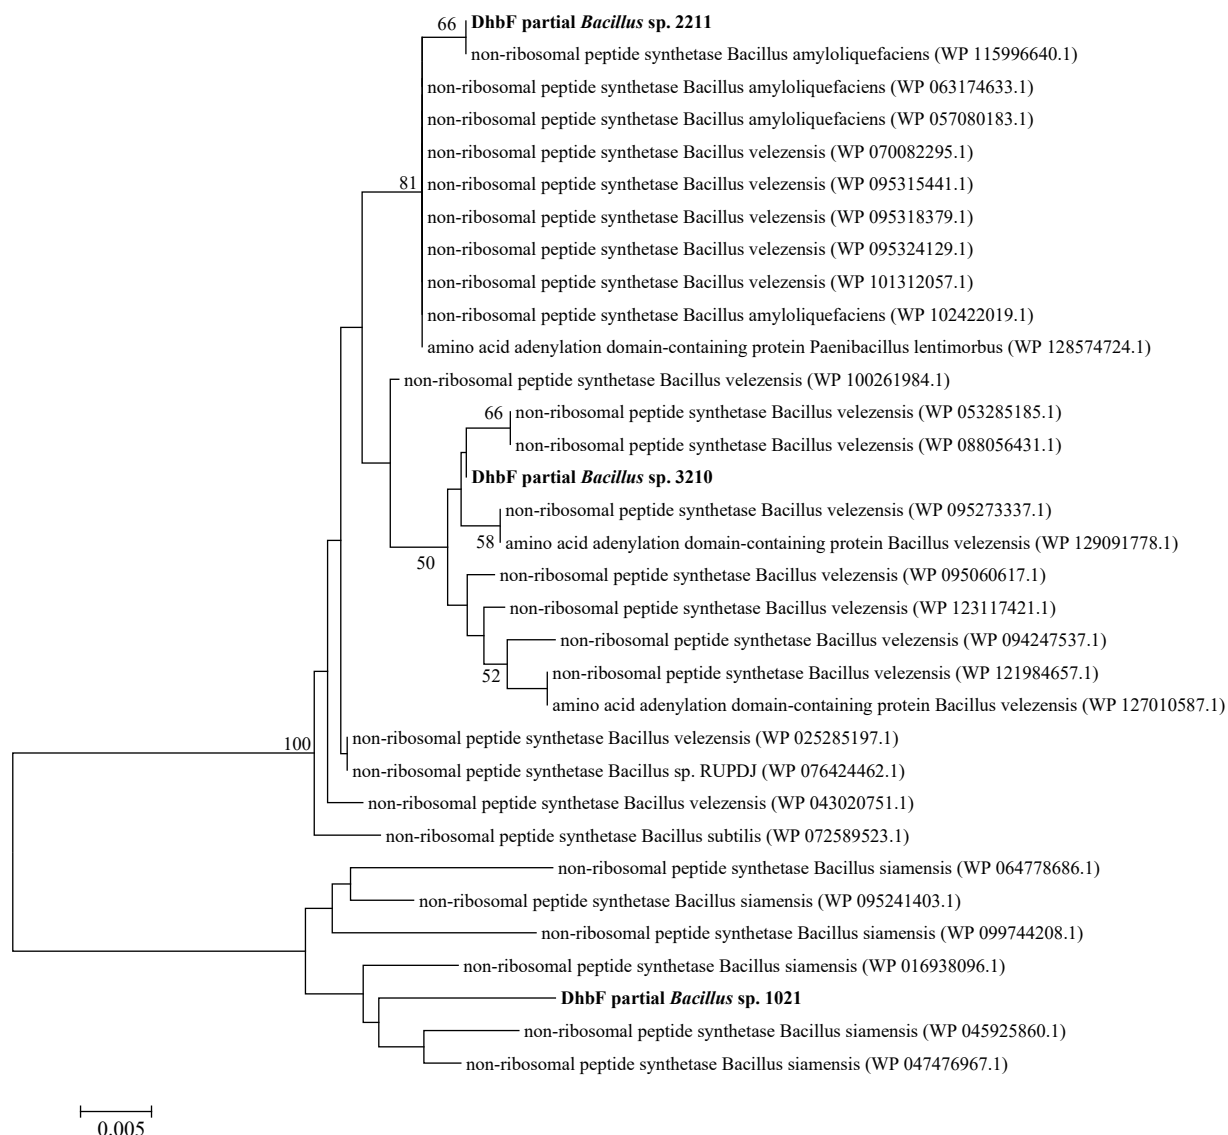 66
DhbF partial Bacillus sp. 2211
non-ribosomal peptide synthetase Bacillus amyloliquefaciens (WP 115996640.1)
non-ribosomal peptide synthetase Bacillus amyloliquefaciens (WP 063174633.1)
non-ribosomal peptide synthetase Bacillus amyloliquefaciens (WP 057080183.1)
non-ribosomal peptide synthetase Bacillus velezensis (WP 070082295.1)
81
non-ribosomal peptide synthetase Bacillus velezensis (WP 095315441.1)
non-ribosomal peptide synthetase Bacillus velezensis (WP 095318379.1)
non-ribosomal peptide synthetase Bacillus velezensis (WP 095324129.1)
non-ribosomal peptide synthetase Bacillus velezensis (WP 101312057.1)
non-ribosomal peptide synthetase Bacillus amyloliquefaciens (WP 102422019.1)
amino acid adenylation domain-containing protein Paenibacillus lentimorbus (WP 128574724.1)
non-ribosomal peptide synthetase Bacillus velezensis (WP 100261984.1)
66
non-ribosomal peptide synthetase Bacillus velezensis (WP 053285185.1)
non-ribosomal peptide synthetase Bacillus velezensis (WP 088056431.1)
DhbF partial Bacillus sp. 3210
non-ribosomal peptide synthetase Bacillus velezensis (WP 095273337.1)
58
amino acid adenylation domain-containing protein Bacillus velezensis (WP 129091778.1)
50
non-ribosomal peptide synthetase Bacillus velezensis (WP 095060617.1)
non-ribosomal peptide synthetase Bacillus velezensis (WP 123117421.1)
non-ribosomal peptide synthetase Bacillus velezensis (WP 094247537.1)
52
non-ribosomal peptide synthetase Bacillus velezensis (WP 121984657.1)
amino acid adenylation domain-containing protein Bacillus velezensis (WP 127010587.1)
100
non-ribosomal peptide synthetase Bacillus velezensis (WP 025285197.1)
non-ribosomal peptide synthetase Bacillus sp. RUPDJ (WP 076424462.1)
non-ribosomal peptide synthetase Bacillus velezensis (WP 043020751.1)
non-ribosomal peptide synthetase Bacillus subtilis (WP 072589523.1)
non-ribosomal peptide synthetase Bacillus siamensis (WP 064778686.1)
non-ribosomal peptide synthetase Bacillus siamensis (WP 095241403.1)
non-ribosomal peptide synthetase Bacillus siamensis (WP 099744208.1)
non-ribosomal peptide synthetase Bacillus siamensis (WP 016938096.1)
DhbF partial Bacillus sp. 1021
non-ribosomal peptide synthetase Bacillus siamensis (WP 045925860.1)
non-ribosomal peptide synthetase Bacillus siamensis (WP 047476967.1)
0.005